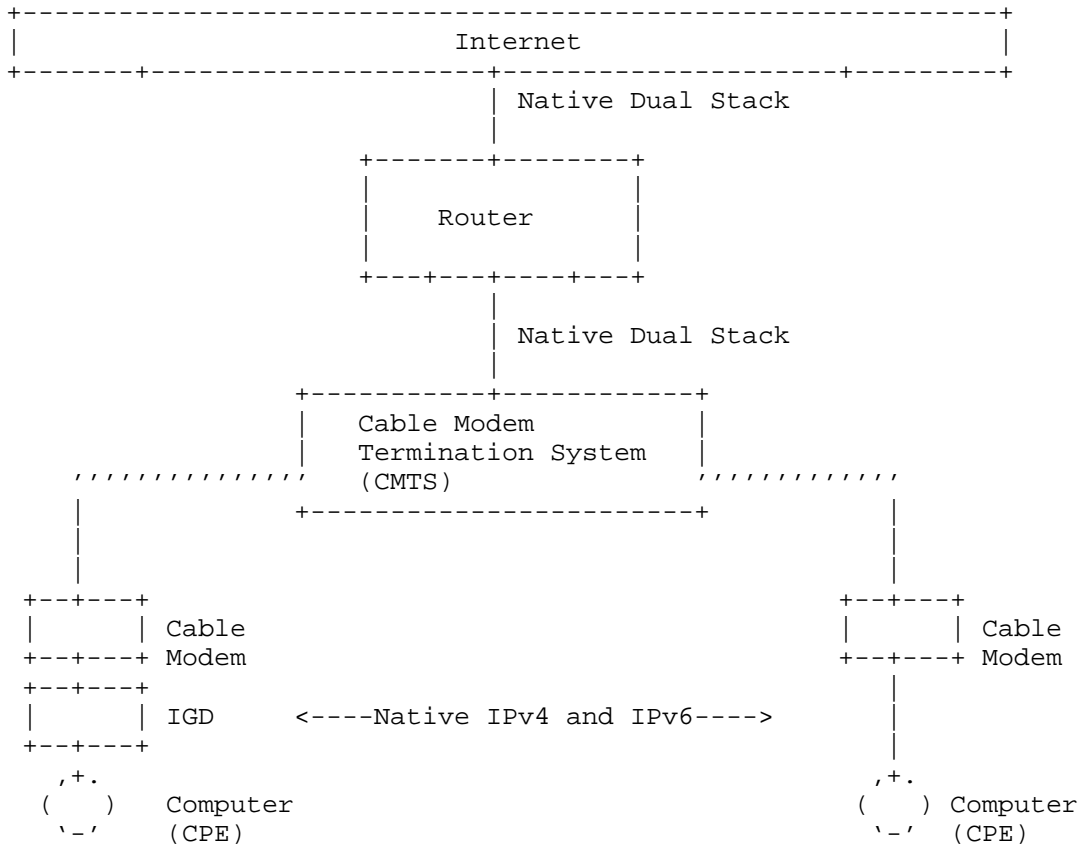 Internet
Native Dual Stack
Router
Native Dual Stack
Cable Modem
Termination System
(CMTS)
Cable
Modem
Cable
Modem
IGD
<----Native IPv4 and IPv6---->
Computer
(CPE)
Computer
(CPE)